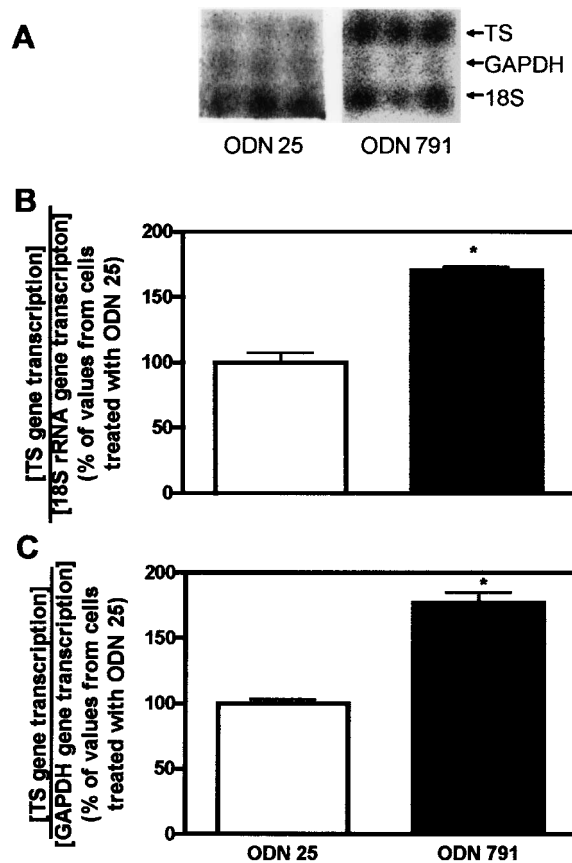 A
TS
GAPDH
18S
ODN 25 ODN 791
B
[TS gene transcription]
[18S rRNA gene transcripton]
(% of values from cells
treated with ODN 25)
200
150
100
50
0
*
C
[TS gene transcription]
[GAPDH gene transcription]
(% of values from cells
treated with ODN 25)
200
150
100
50
0
*
ODN 25 ODN 791